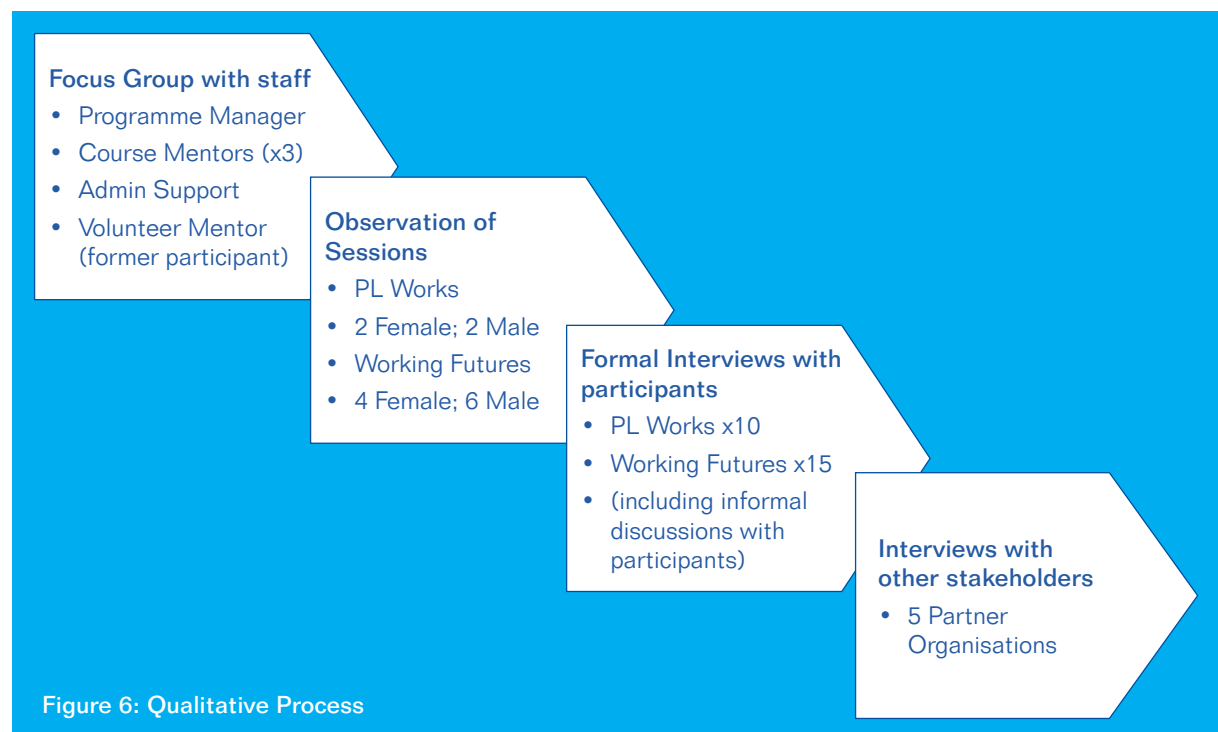 Focus Group with staff
• Programme Manager
• Course Mentors (x3)
• Admin Support
• Volunteer Mentor
(former participant)
Observation of
Sessions
• PL Works
• 2 Female; 2 Male
• Working Futures
• 4 Female; 6 Male
Formal Interviews with
participants
• PL Works x10
• Working Futures x15
• (including informal
discussions with
participants)
Interviews with
other stakeholders
• 5 Partner
Organisations
Figure 6: Qualitative Process